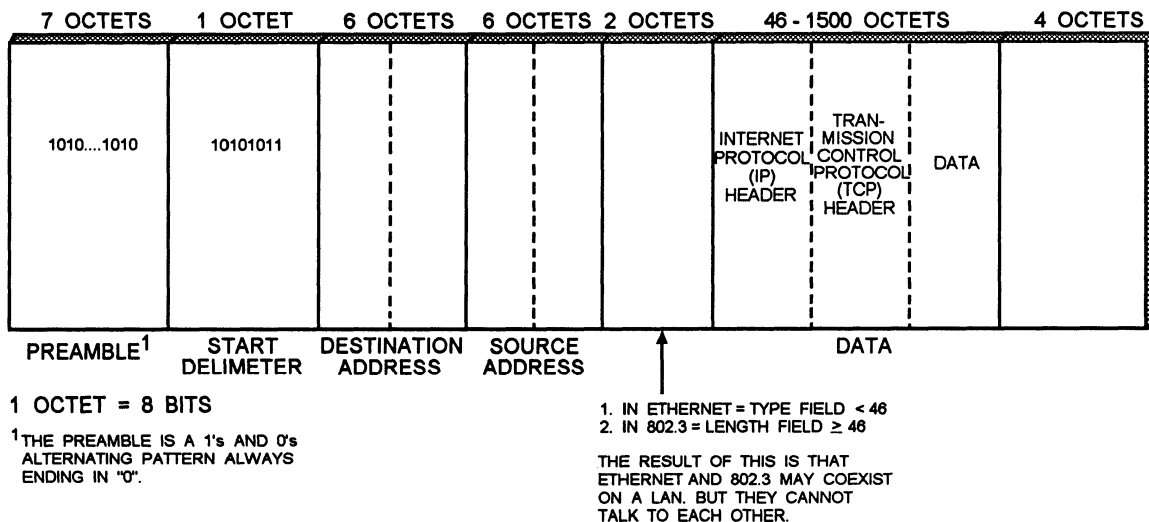 7 OCTETS 1 OCTET 6 OCTETS 6 OCTETS 2 OCTETS 46 - 1500 OCTETS 4 OCTETS
1010....1010
10101011
INTERNET
PROTOCOL
(IP)
HEADER
TRAN-
MISSION
CONTROL
PROTOCOL
(TCP)
HEADER
DATA
PREAMBLE1
START
DELIMETER
DESTINATION
ADDRESS
SOURCE
ADDRESS
DATA
1 OCTET = 8 BITS
1 THE PREAMBLE IS A 1's AND 0's
ALTERNATING PATTERN ALWAYS
ENDING IN "0".
1. IN ETHERNET = TYPE FIELD < 46
2. IN 802.3 = LENGTH FIELD ≥ 46
THE RESULT OF THIS IS THAT
ETHERNET AND 802.3 MAY COEXIST
ON A LAN. BUT THEY CANNOT
TALK TO EACH OTHER.